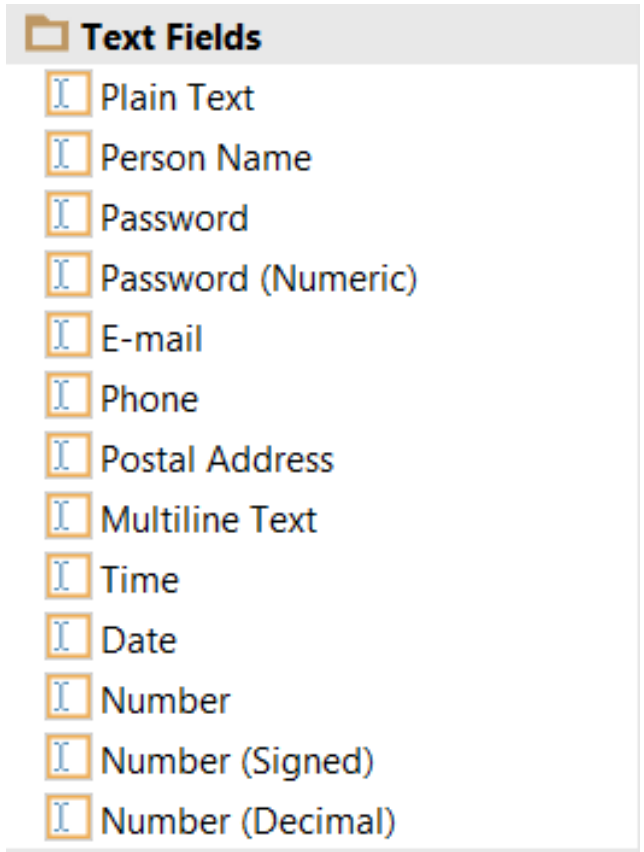 Text Fields
Plain Text
Person Name
Password
Password (Numeric)
E-mail
Phone
Postal Address
Multiline Text
Time
Date
Number
Number (Signed)
Number (Decimal)